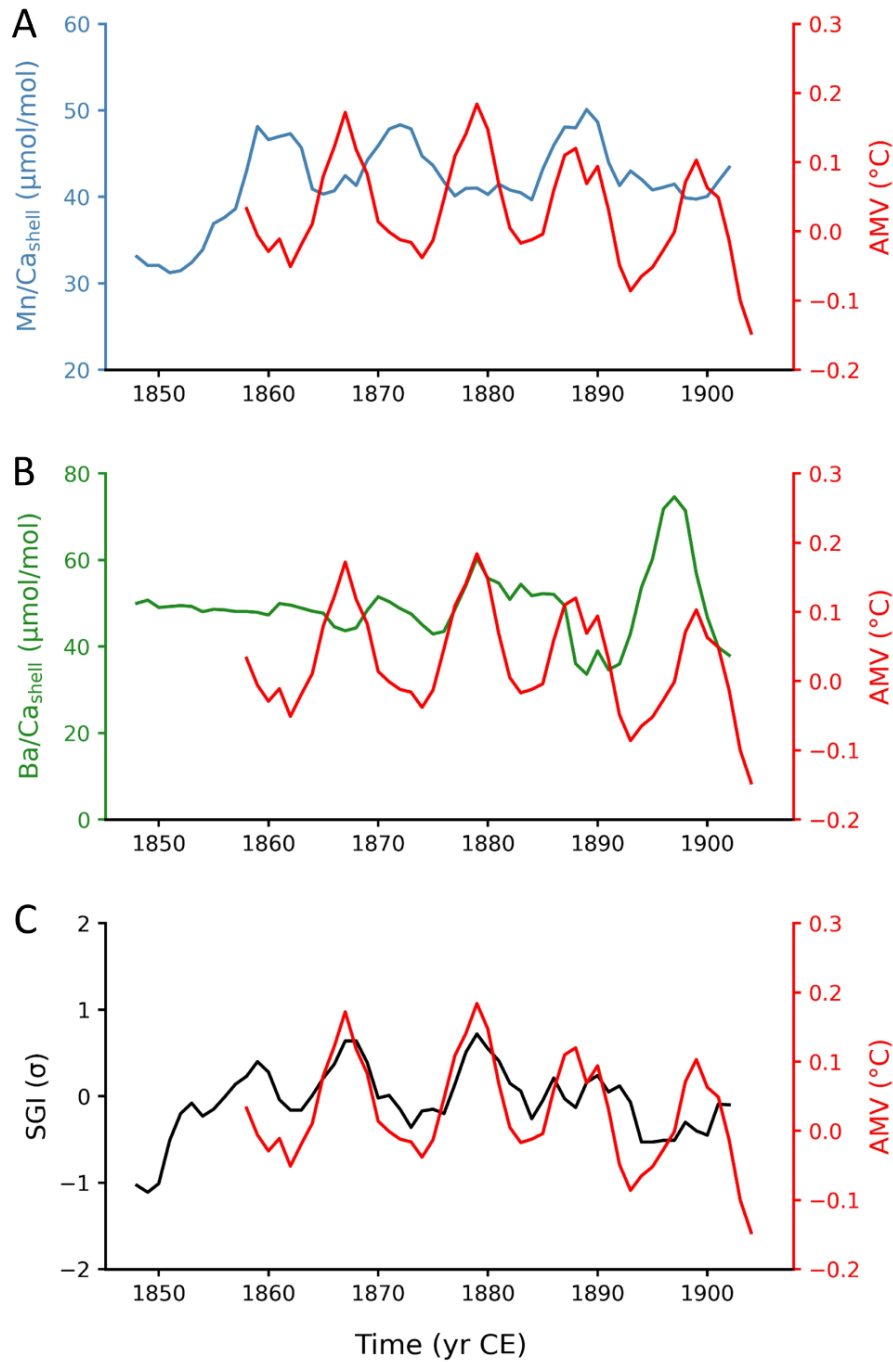 A
60
50
40
30
20
Mn/Ca_shell (µmol/mol)
0.3
0.2
0.1
0.0
−0.1
−0.2
AMV (°C)
1850 1860 1870 1880 1890 1900
B
80
60
40
20
0
Ba/Ca_shell (µmol/mol)
0.3
0.2
0.1
0.0
−0.1
−0.2
AMV (°C)
1850 1860 1870 1880 1890 1900
C
2
1
0
−1
−2
SGI (σ)
0.3
0.2
0.1
0.0
−0.1
−0.2
AMV (°C)
1850 1860 1870 1880 1890 1900
Time (yr CE)